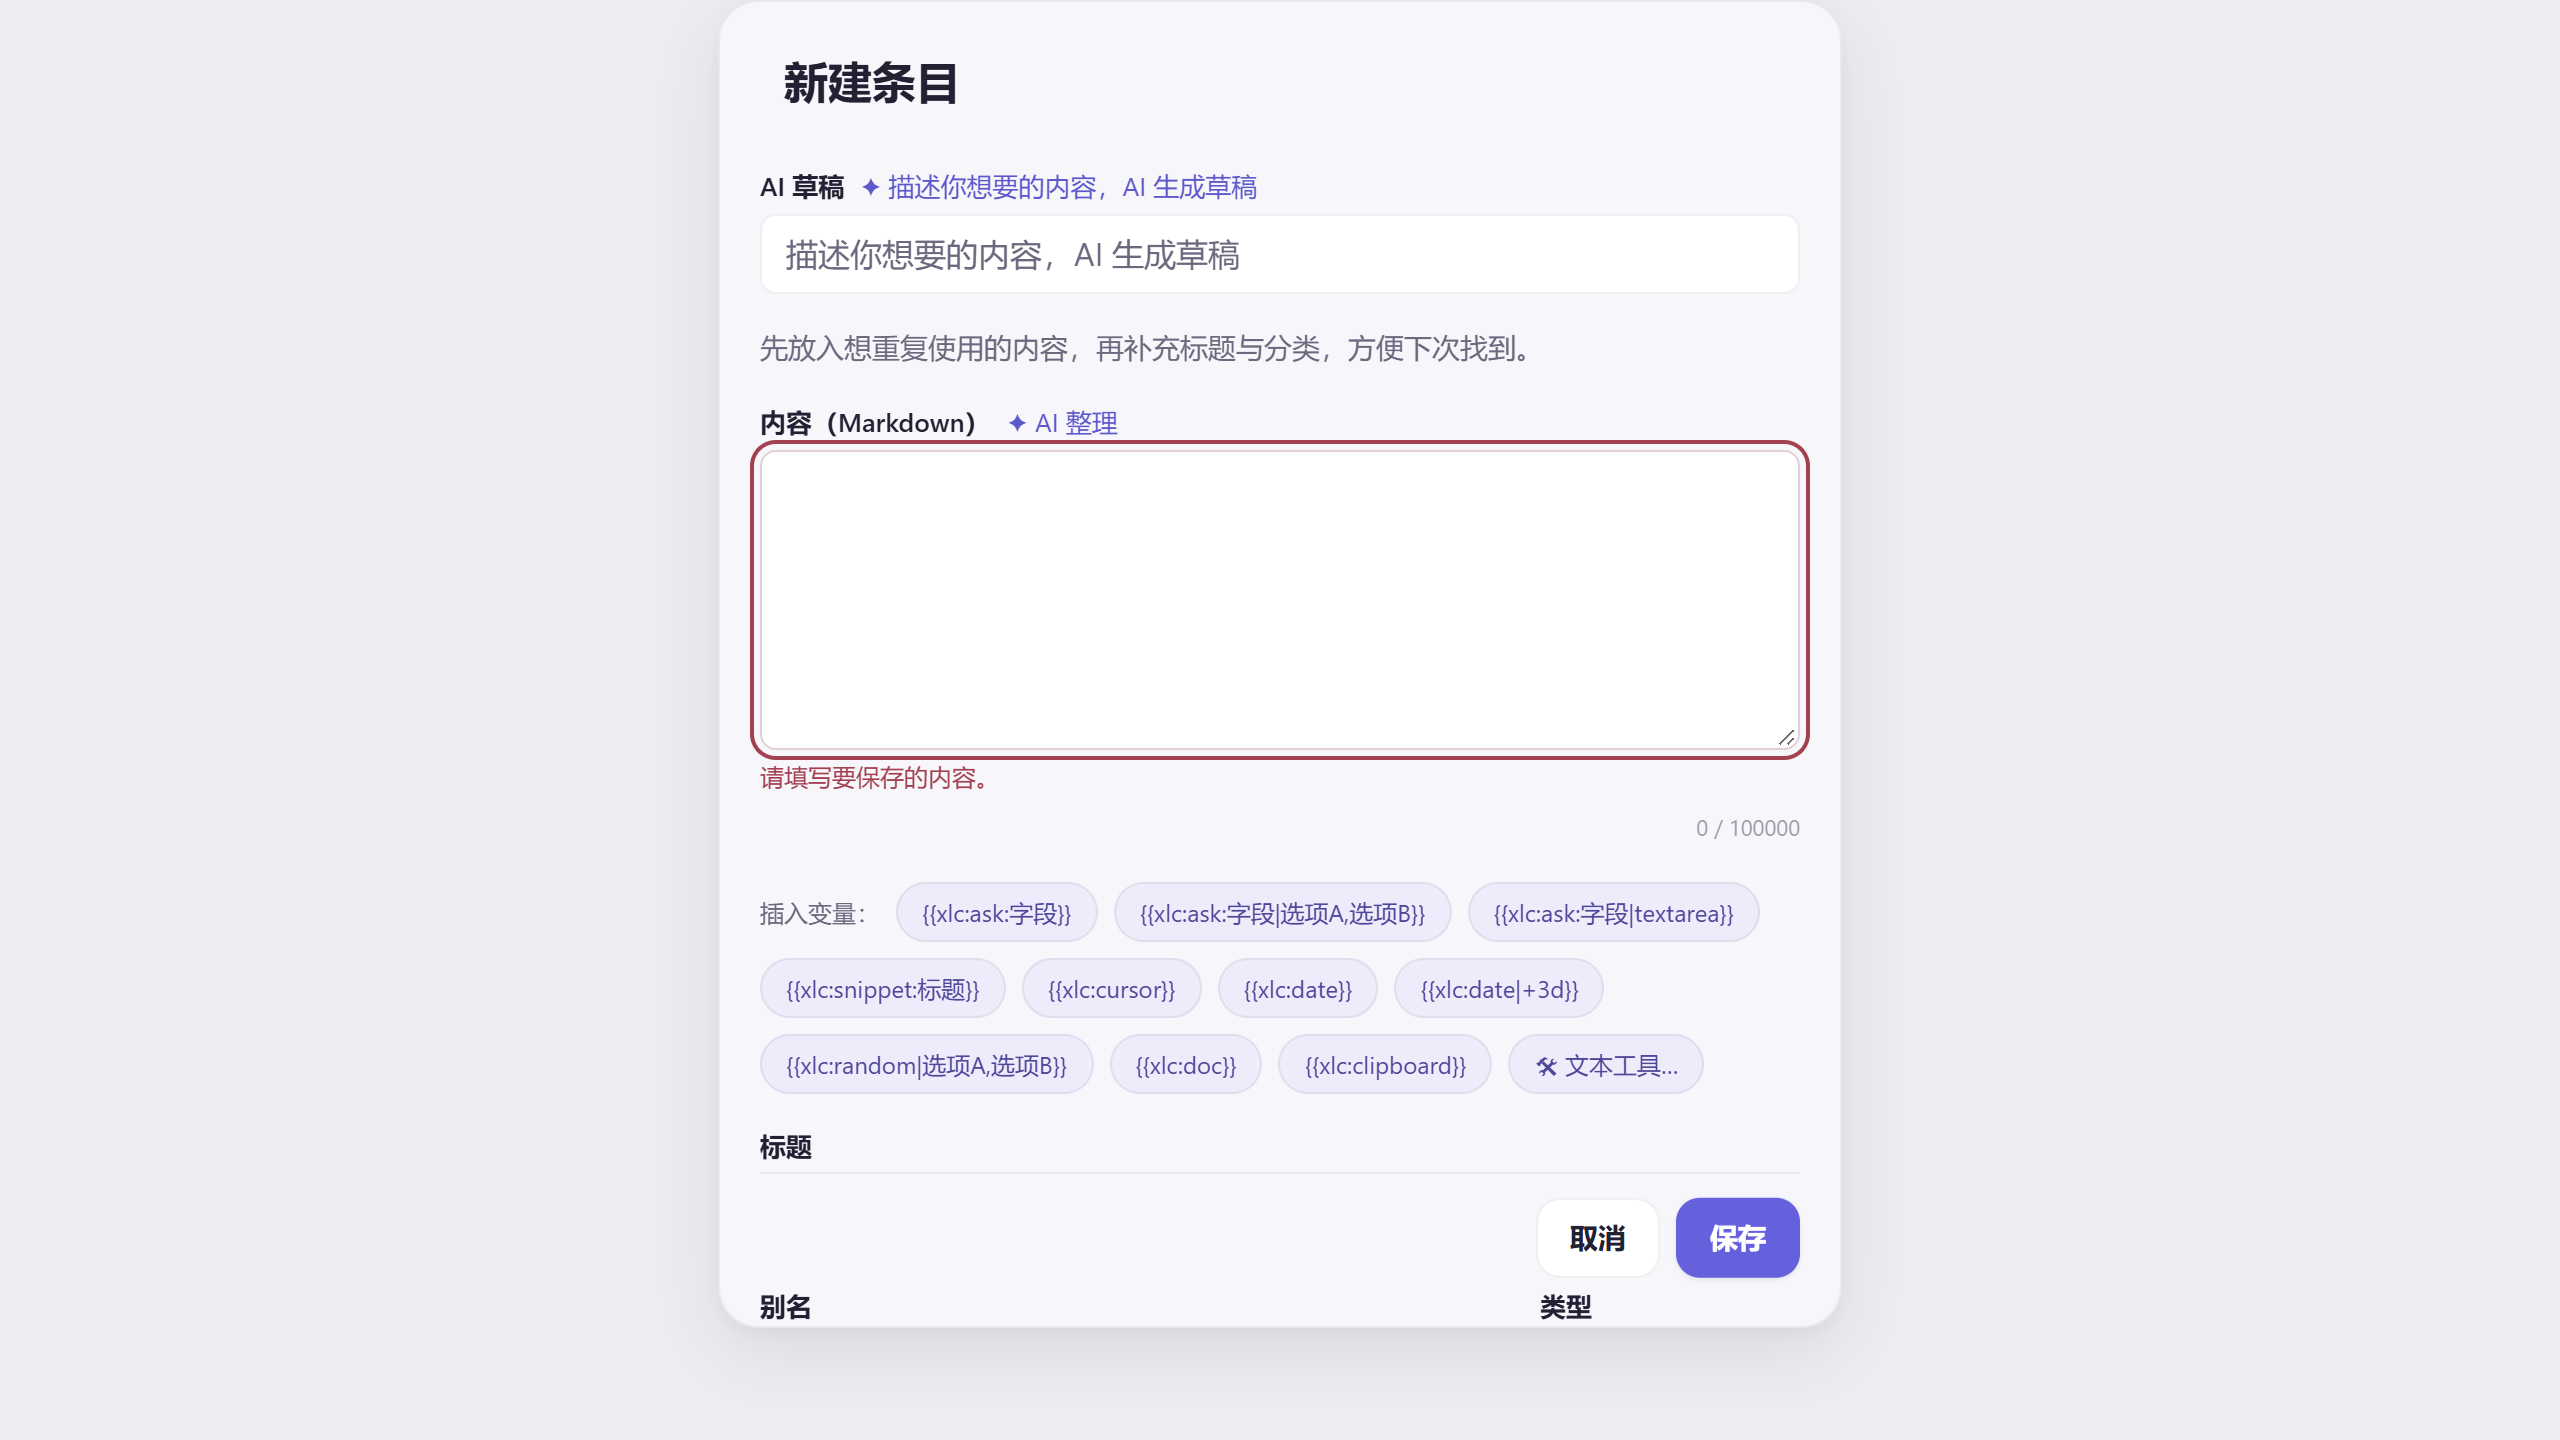 新建条目
AI 草稿 ✦ 描述你想要的内容，AI 生成草稿
描述你想要的内容，AI 生成草稿
先放入想重复使用的内容，再补充标题与分类，方便下次找到。
内容（Markdown） ✦ AI 整理
请填写要保存的内容。
0 / 100000
插入变量： {{xlc:ask:字段}} {{xlc:ask:字段|选项A,选项B}} {{xlc:ask:字段|textarea}}
{{xlc:snippet:标题}} {{xlc:cursor}} {{xlc:date}} {{xlc:date|+3d}}
{{xlc:random|选项A,选项B}} {{xlc:doc}} {{xlc:clipboard}} 🛠 文本工具...
标题
取消 保存
别名 类型